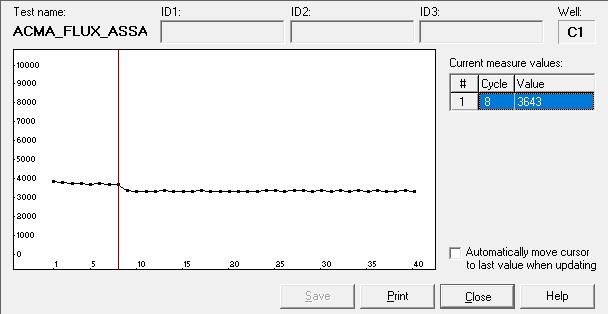 Test name: ID1: ID2: ID3: Well:
ACMA_FLUX_ASSA C1
Current measure values:
# Cycle Value
1 8 3643
10000
9000
8000
7000
6000
5000
4000
3000
2000
1000
0
1 5 10 15 20 25 30 35 40
Automatically move cursor
to last value when updating
Save Print Close Help